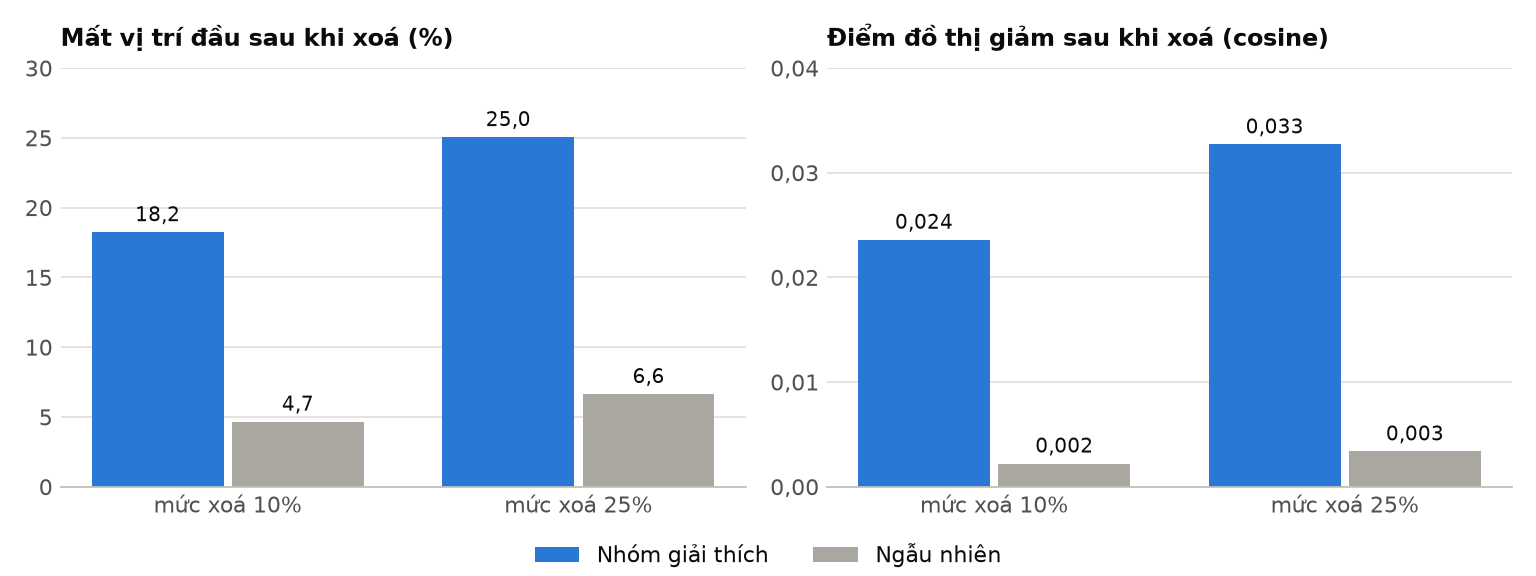 Mất vị trí đầu sau khi xoá (%)
30
25
20
15
10
5
0
18,2
4,7
25,0
6,6
mức xoá 10%
mức xoá 25%
Điểm đồ thị giảm sau khi xoá (cosine)
0,04
0,03
0,02
0,01
0,00
0,024
0,002
0,033
0,003
mức xoá 10%
mức xoá 25%
Nhóm giải thích
Ngẫu nhiên